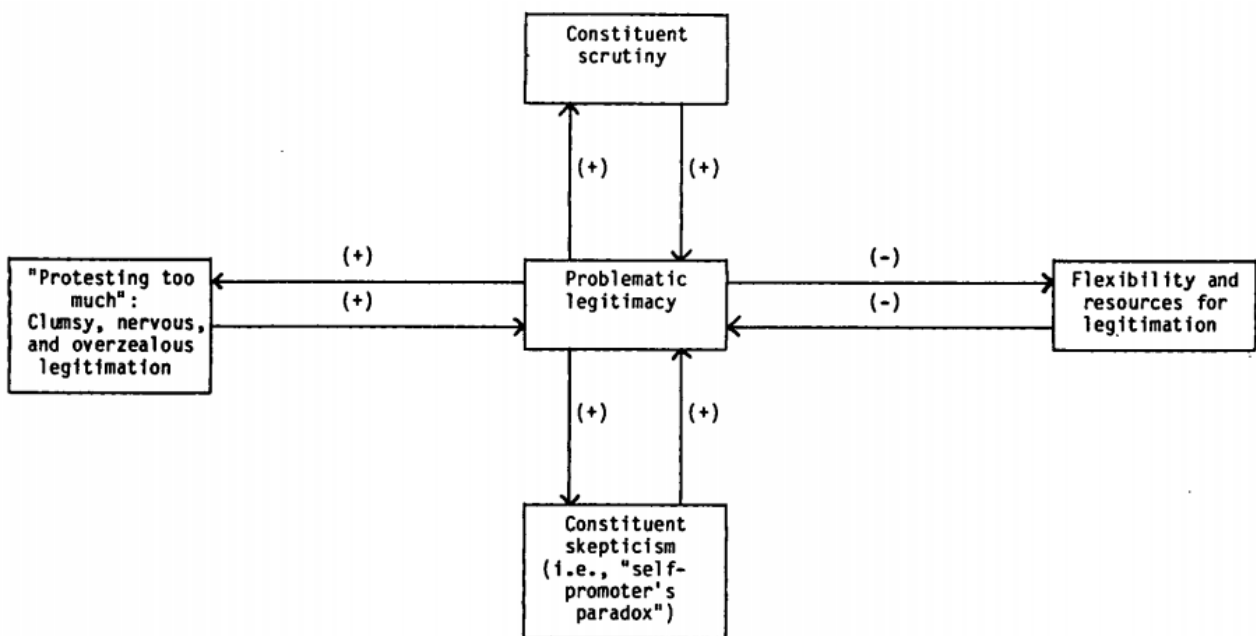 Constituent
scrutiny
(+)
(+)
(+)
(-)
"Protesting too
much":
Clumsy, nervous,
and overzealous
legitimation
(+)
Problematic
legitimacy
(-)
Flexibility and
resources for
legitimation
(+)
(+)
Constituent
skepticism
(i.e., "self-
promoter's
paradox")